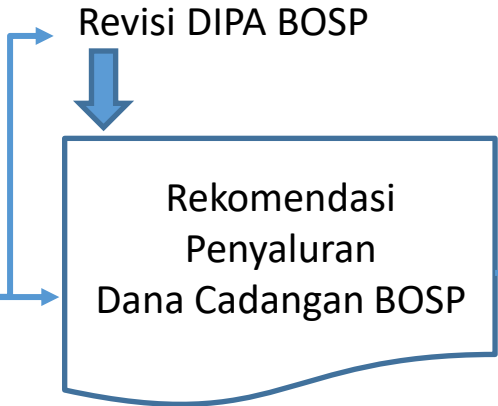 Revisi DIPA BOSP
Rekomendasi
Penyaluran
Dana Cadangan BOSP